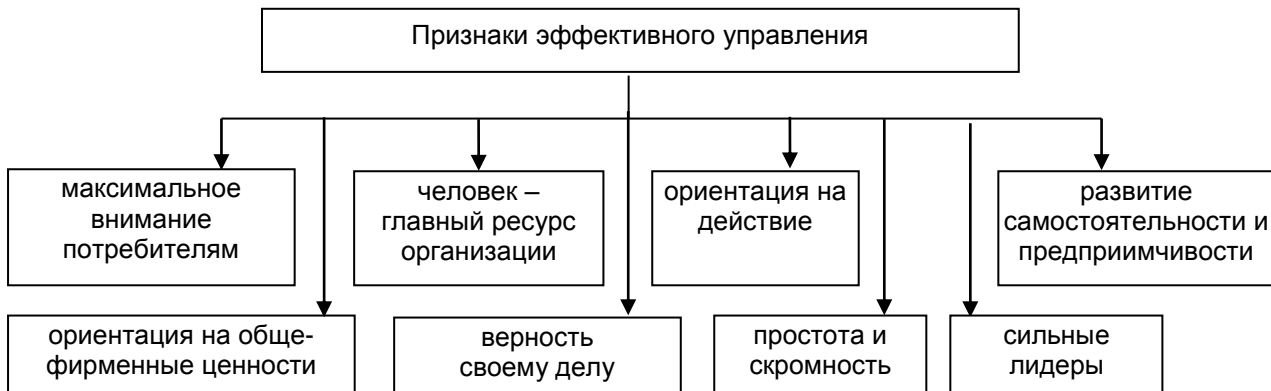 Признаки эффективного управления
максимальное
внимание
потребителям
человек –
главный ресурс
организации
ориентация на
действие
развитие
самостоятельности и
предприимчивости
ориентация на обще-
фирменные ценности
верность
своему делу
простота и
скромность
сильные
лидеры